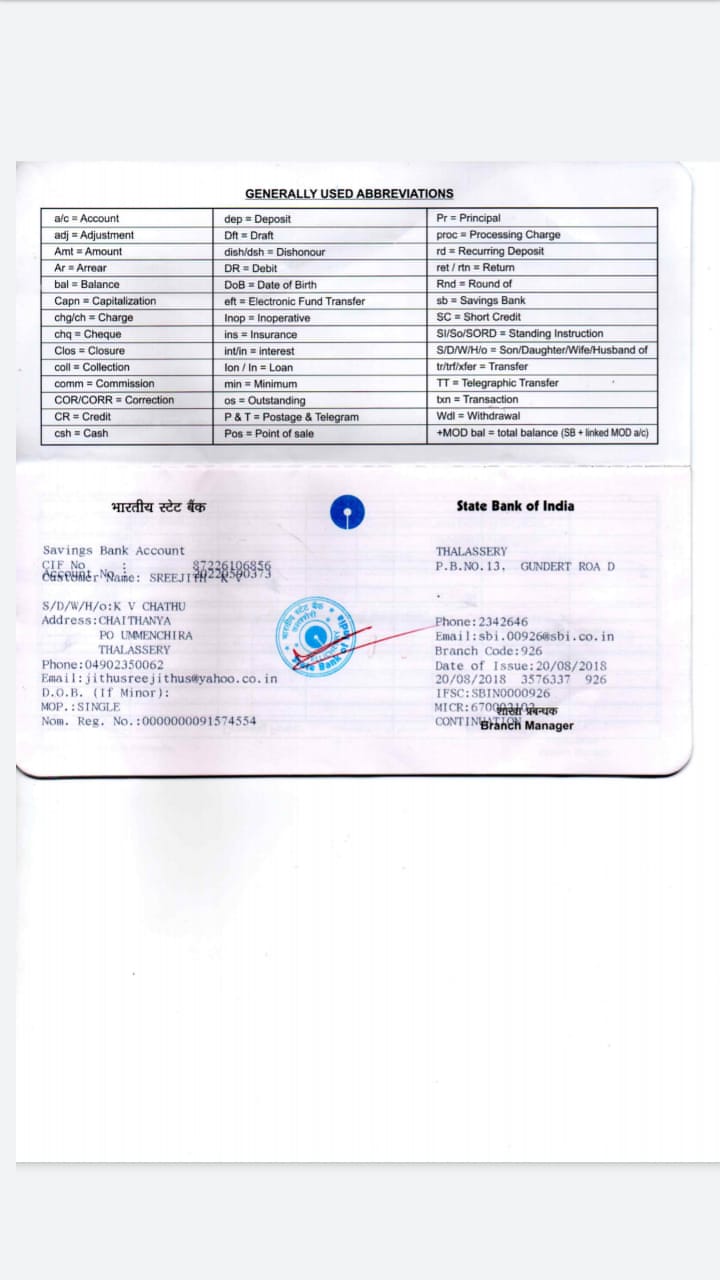 GENERALLY USED ABBREVIATIONS
a/c = Account dep = Deposit Pr = Principal
adj = Adjustment Dft = Draft proc = Processing Charge
Amt = Amount dish/dsh = Dishonour rd = Recurring Deposit
Ar = Arrear DR = Debit ret / rtn = Return
bal = Balance DoB = Date of Birth Rnd = Round of
Capn = Capitalization eft = Electronic Fund Transfer sb = Savings Bank
chg/ch = Charge Inop = Inoperative SC = Short Credit
chq = Cheque ins = Insurance SI/So/SORD = Standing Instruction
Clos = Closure int/in = interest S/D/W/H/o = Son/Daughter/Wife/Husband of
coll = Collection lon / ln = Loan tr/trf/xfer = Transfer
comm = Commission min = Minimum TT = Telegraphic Transfer
COR/CORR = Correction os = Outstanding txn = Transaction
CR = Credit P & T = Postage & Telegram Wdl = Withdrawal
csh = Cash Pos = Point of sale +MOD bal = total balance (SB + linked MOD a/c)
भारतीय स्टेट बैंक State Bank of India
Savings Bank Account
CIF No : 87226106856
Account No :
Customer Name: SREEJITH K V
S/D/W/H/o:K V CHATHU
Address:CHAITHANYA
PO UMMENCHIRA
THALASSERY
Phone:04902350062
Email:jithusreejithus@yahoo.co.in
D.O.B. (If Minor):
MOP.:SINGLE
Nom. Reg. No.:0000000091574554
भारतीय स्टेट बैंक
State Bank of
THALASSERY
P.B.NO.13, GUNDERT ROA D
.
Phone:2342646
Email:sbi.00926@sbi.co.in
Branch Code:926
Date of Issue:20/08/2018
20/08/2018 3576337 926
IFSC:SBIN0000926
MICR:
शाखा प्रबन्धक
Branch Manager